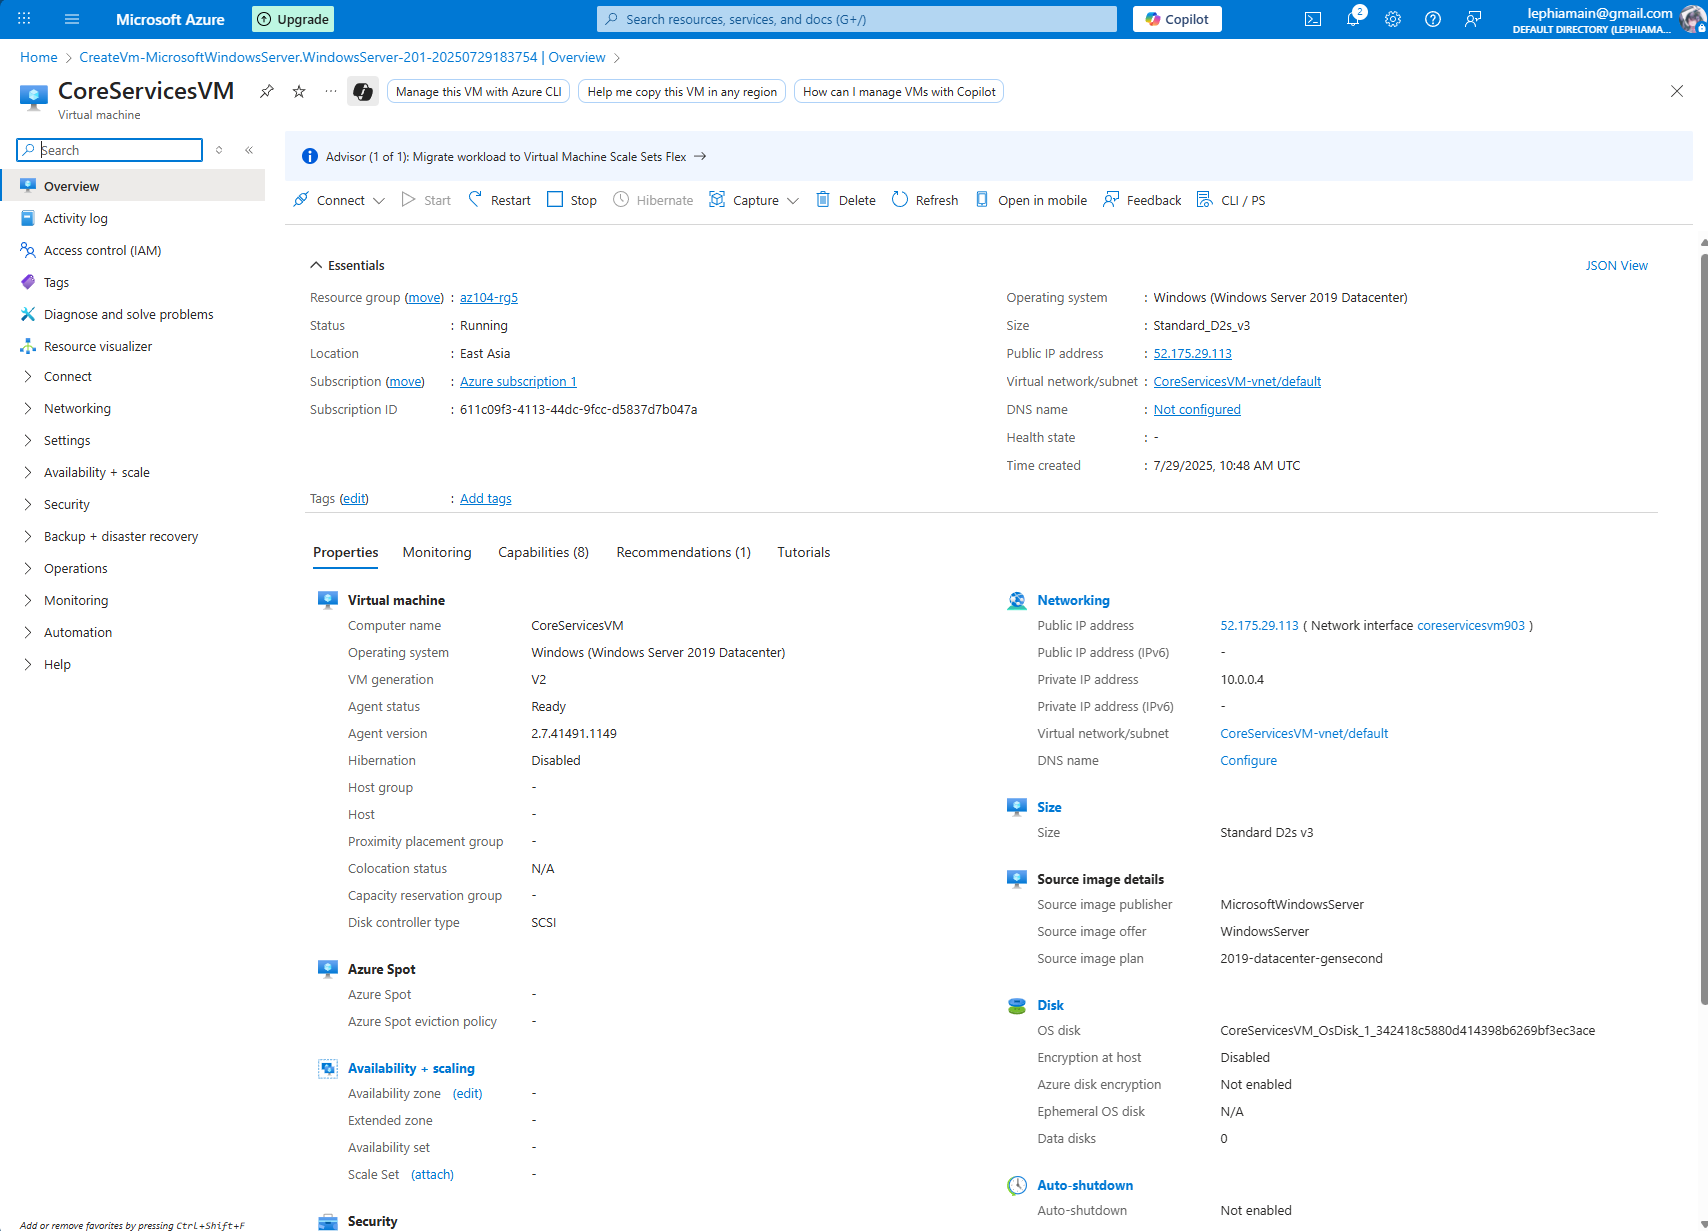 Microsoft Azure
Upgrade
Search resources, services, and docs (G+/)
Copilot
2
lephiamain@gmail.com
DEFAULT DIRECTORY (LEPHIAMA...
Home > CreateVm-MicrosoftWindowsServer.WindowsServer-201-20250729183754 | Overview >
CoreServicesVM
Virtual machine
Manage this VM with Azure CLI
Help me copy this VM in any region
How can I manage VMs with Copilot
Search
Overview
Activity log
Access control (IAM)
Tags
Diagnose and solve problems
Resource visualizer
Connect
Networking
Settings
Availability + scale
Security
Backup + disaster recovery
Operations
Monitoring
Automation
Help
Add or remove favorites by pressing Ctrl+Shift+F
Advisor (1 of 1): Migrate workload to Virtual Machine Scale Sets Flex →
Connect
Start
Restart
Stop
Hibernate
Capture
Delete
Refresh
Open in mobile
Feedback
CLI / PS
Essentials
JSON View
Resource group (move) : az104-rg5
Status : Running
Location : East Asia
Subscription (move) : Azure subscription 1
Subscription ID : 611c09f3-4113-44dc-9fcc-d5837d7b047a
Operating system : Windows (Windows Server 2019 Datacenter)
Size : Standard_D2s_v3
Public IP address : 52.175.29.113
Virtual network/subnet : CoreServicesVM-vnet/default
DNS name : Not configured
Health state : -
Time created : 7/29/2025, 10:48 AM UTC
Tags (edit) : Add tags
Properties
Monitoring
Capabilities (8)
Recommendations (1)
Tutorials
Virtual machine
Computer name CoreServicesVM
Operating system Windows (Windows Server 2019 Datacenter)
VM generation V2
Agent status Ready
Agent version 2.7.41491.1149
Hibernation Disabled
Host group -
Host -
Proximity placement group -
Colocation status N/A
Capacity reservation group -
Disk controller type SCSI
Azure Spot
Azure Spot -
Azure Spot eviction policy -
Availability + scaling
Availability zone (edit) -
Extended zone -
Availability set -
Scale Set (attach) -
Security
Networking
Public IP address 52.175.29.113 ( Network interface coreservicesvm903 )
Public IP address (IPv6) -
Private IP address 10.0.0.4
Private IP address (IPv6) -
Virtual network/subnet CoreServicesVM-vnet/default
DNS name Configure
Size
Size Standard D2s v3
Source image details
Source image publisher MicrosoftWindowsServer
Source image offer WindowsServer
Source image plan 2019-datacenter-gensecond
Disk
OS disk CoreServicesVM_OsDisk_1_342418c5880d414398b6269bf3ec3ace
Encryption at host Disabled
Azure disk encryption Not enabled
Ephemeral OS disk N/A
Data disks 0
Auto-shutdown
Auto-shutdown Not enabled